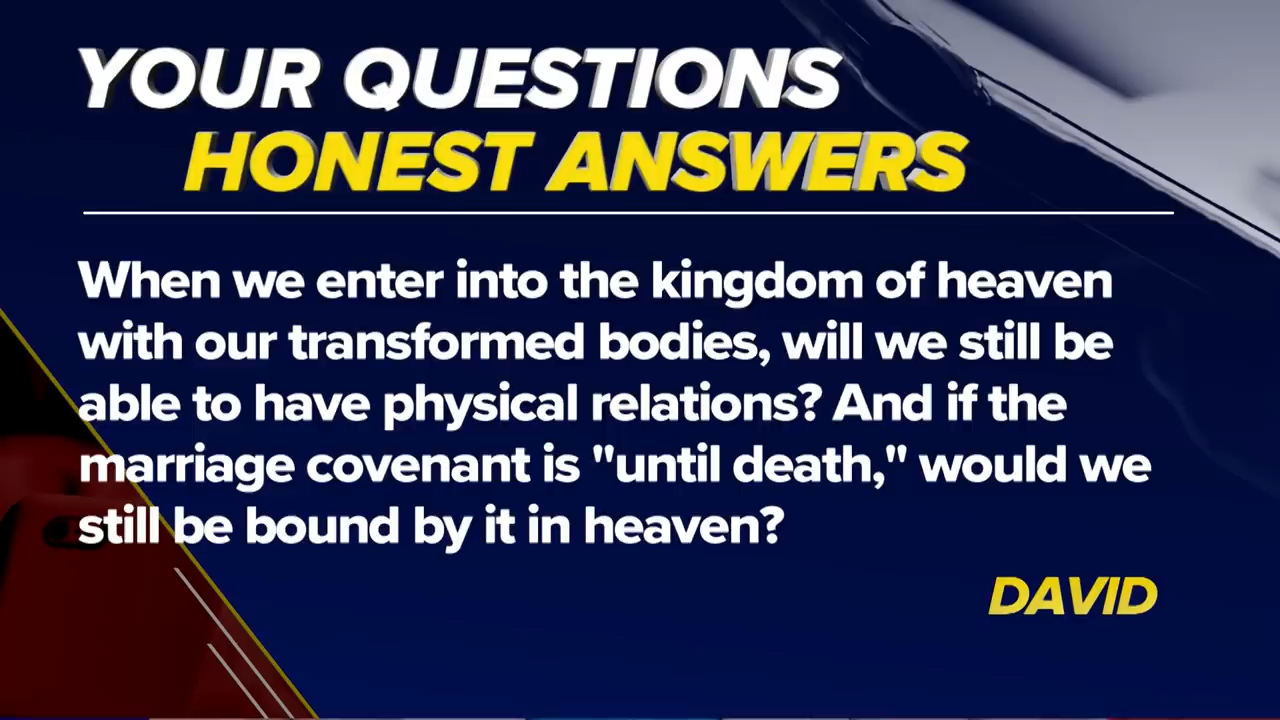 YOUR QUESTIONS
HONEST ANSWERS
When we enter into the kingdom of heaven
with our transformed bodies, will we still be
able to have physical relations? And if the
marriage covenant is "until death," would we
still be bound by it in heaven?
DAVID